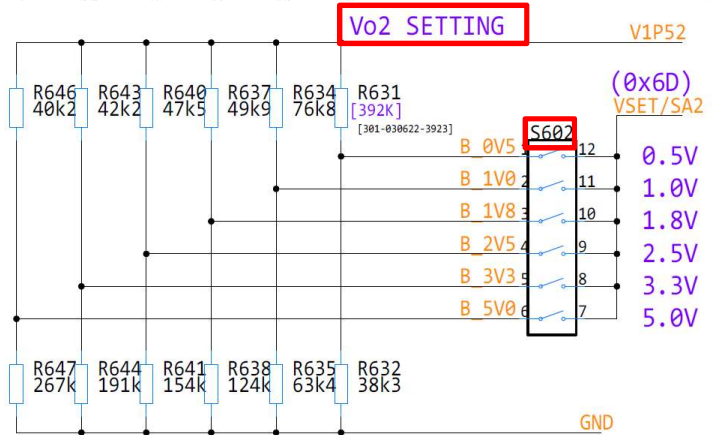 Vo2 SETTING
V1P52
(0x6D)
VSET/SA2
R646 R643 R640 R637 R634 R631
40k2 42k2 47k5 49k9 76k8 [392K]
[301-030622-3923]
S602
B_0V5 1 12 0.5V
B_1V0 2 11 1.0V
B_1V8 3 10 1.8V
B_2V5 4 9 2.5V
B_3V3 5 8 3.3V
B_5V0 6 7 5.0V
R647 R644 R641 R638 R635 R632
267k 191k 154k 124k 63k4 38k3
GND